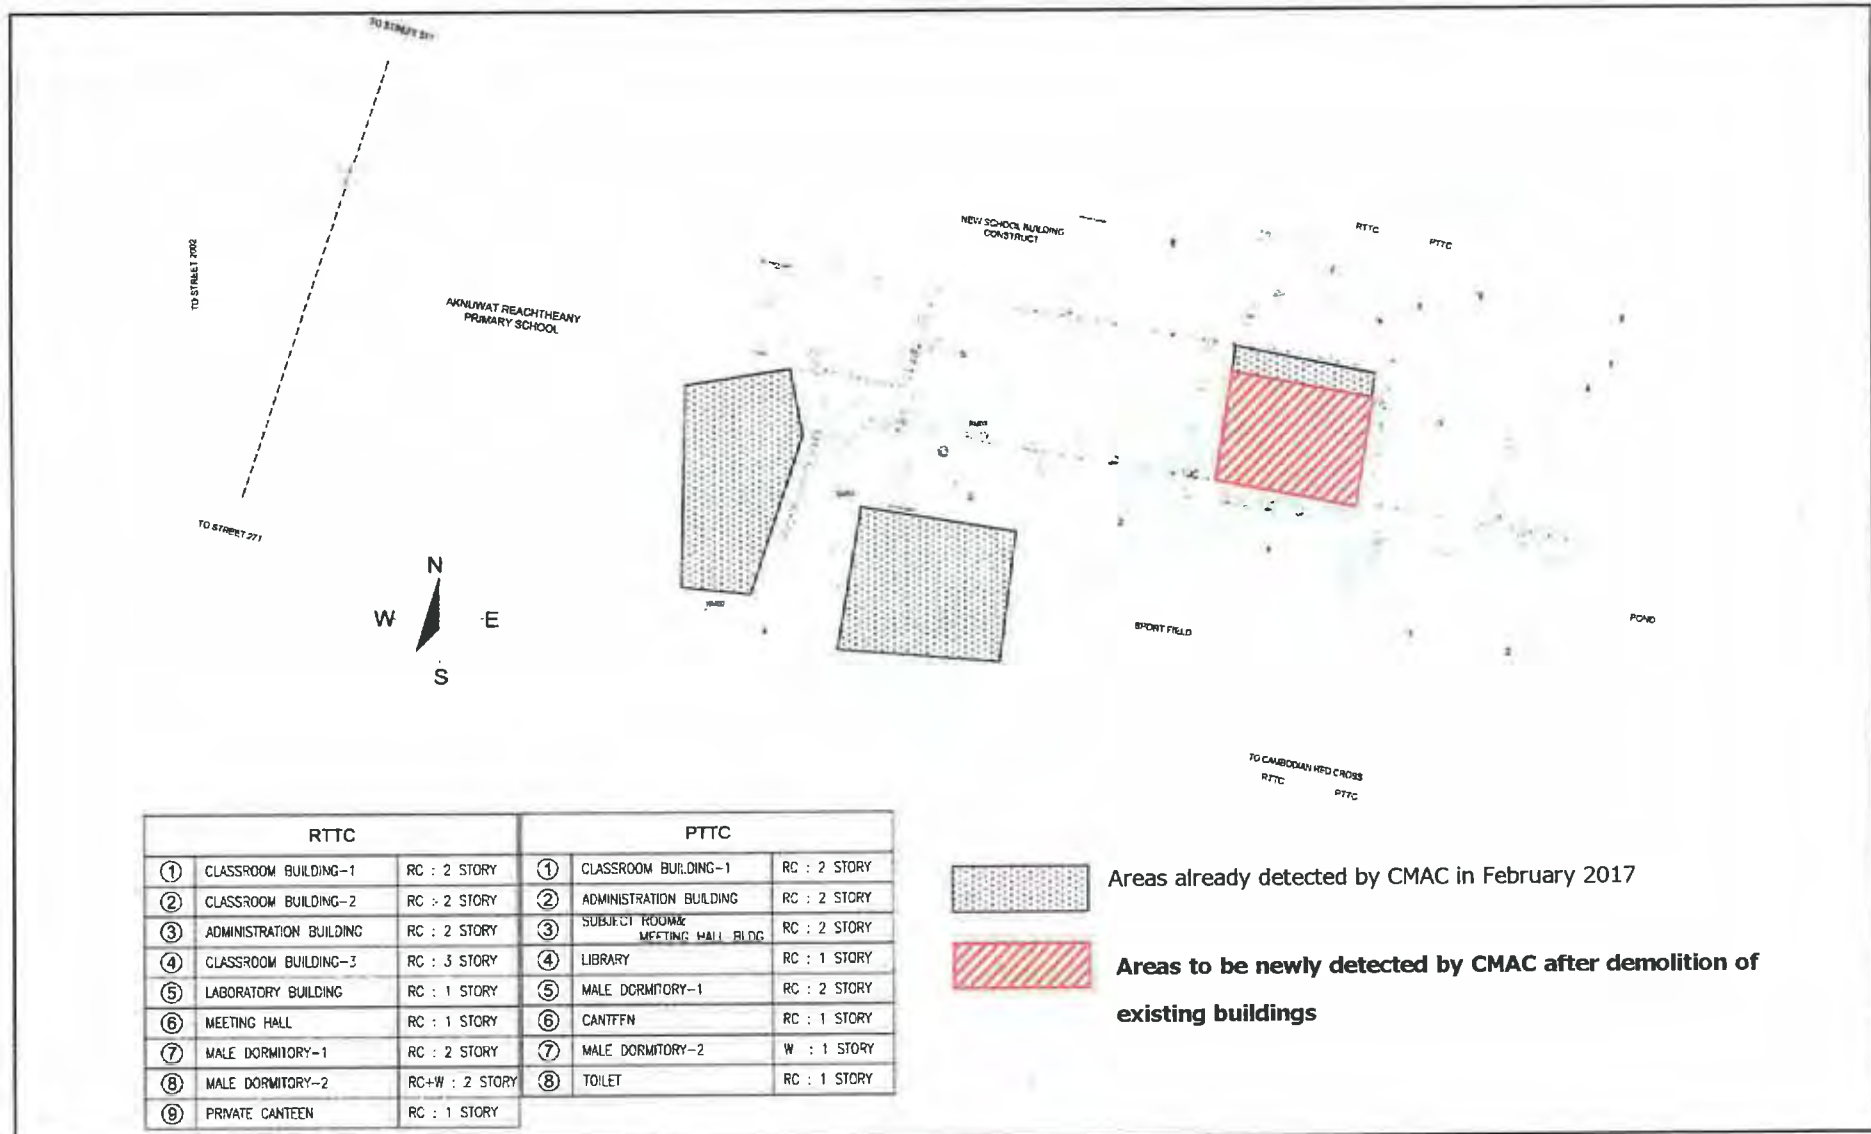 TO STREET 2002
AKNUWAT REACHTHEANY
PRIMARY SCHOOL
NEW SCHOOL BUILDING
CONSTRUCT
RTTC
PTTC
TO STREET 271
N
W
E
S
SPORT FIELD
POND
TO CAMBODIAN RED CROSS
RTTC
PTTC
RTTC
① CLASSROOM BUILDING-1 RC : 2 STORY
② CLASSROOM BUILDING-2 RC : 2 STORY
③ ADMINISTRATION BUILDING RC : 2 STORY
④ CLASSROOM BUILDING-3 RC : 3 STORY
⑤ LABORATORY BUILDING RC : 1 STORY
⑥ MEETING HALL RC : 1 STORY
⑦ MALE DORMITORY-1 RC : 2 STORY
⑧ MALE DORMITORY-2 RC+W : 2 STORY
⑨ PRIVATE CANTEEN RC : 1 STORY
PTTC
① CLASSROOM BUILDING-1 RC : 2 STORY
② ADMINISTRATION BUILDING RC : 2 STORY
③ SUBJECT ROOM&
MEETING HALL BLDG RC : 2 STORY
④ LIBRARY RC : 1 STORY
⑤ MALE DORMITORY-1 RC : 2 STORY
⑥ CANTEEN RC : 1 STORY
⑦ MALE DORMITORY-2 W : 1 STORY
⑧ TOILET RC : 1 STORY
Areas already detected by CMAC in February 2017
Areas to be newly detected by CMAC after demolition of
existing buildings